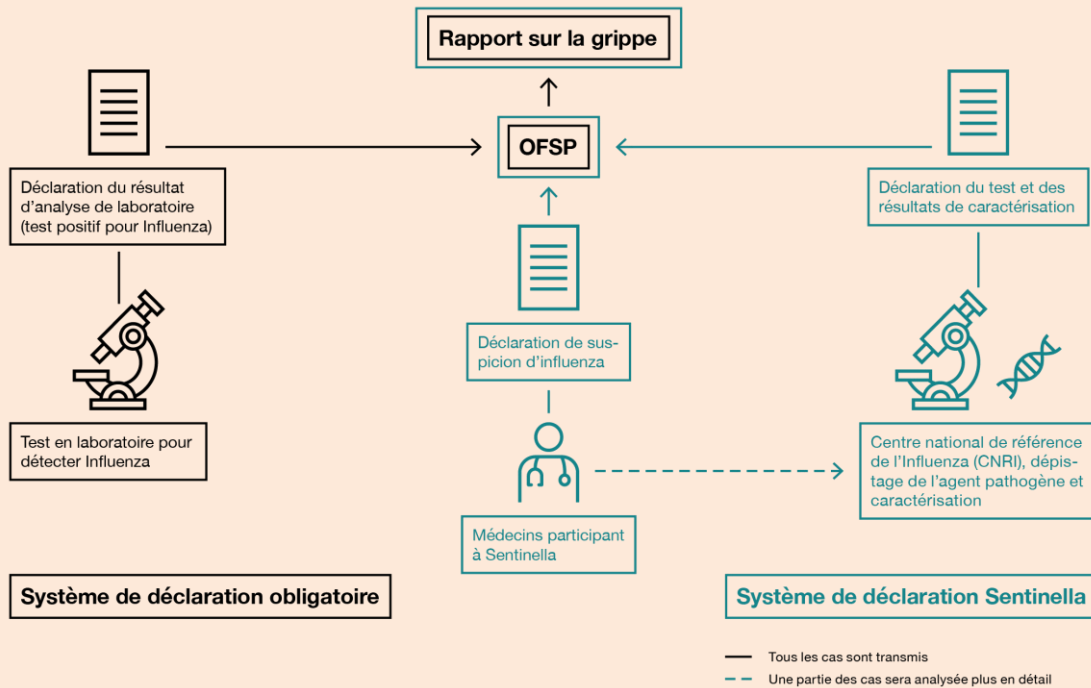 Rapport sur la grippe
OFSP
Déclaration du résultat
d'analyse de laboratoire
(test positif pour Influenza)
Déclaration du test et des
résultats de caractérisation
Déclaration de sus-
picion d'influenza
Test en laboratoire pour
détecter Influenza
Centre national de référence
de l'Influenza (CNRI), dépis-
tage de l'agent pathogène et
caractérisation
Médecins participant
à Sentinella
Système de déclaration obligatoire
Système de déclaration Sentinella
Tous les cas sont transmis
Une partie des cas sera analysée plus en détail